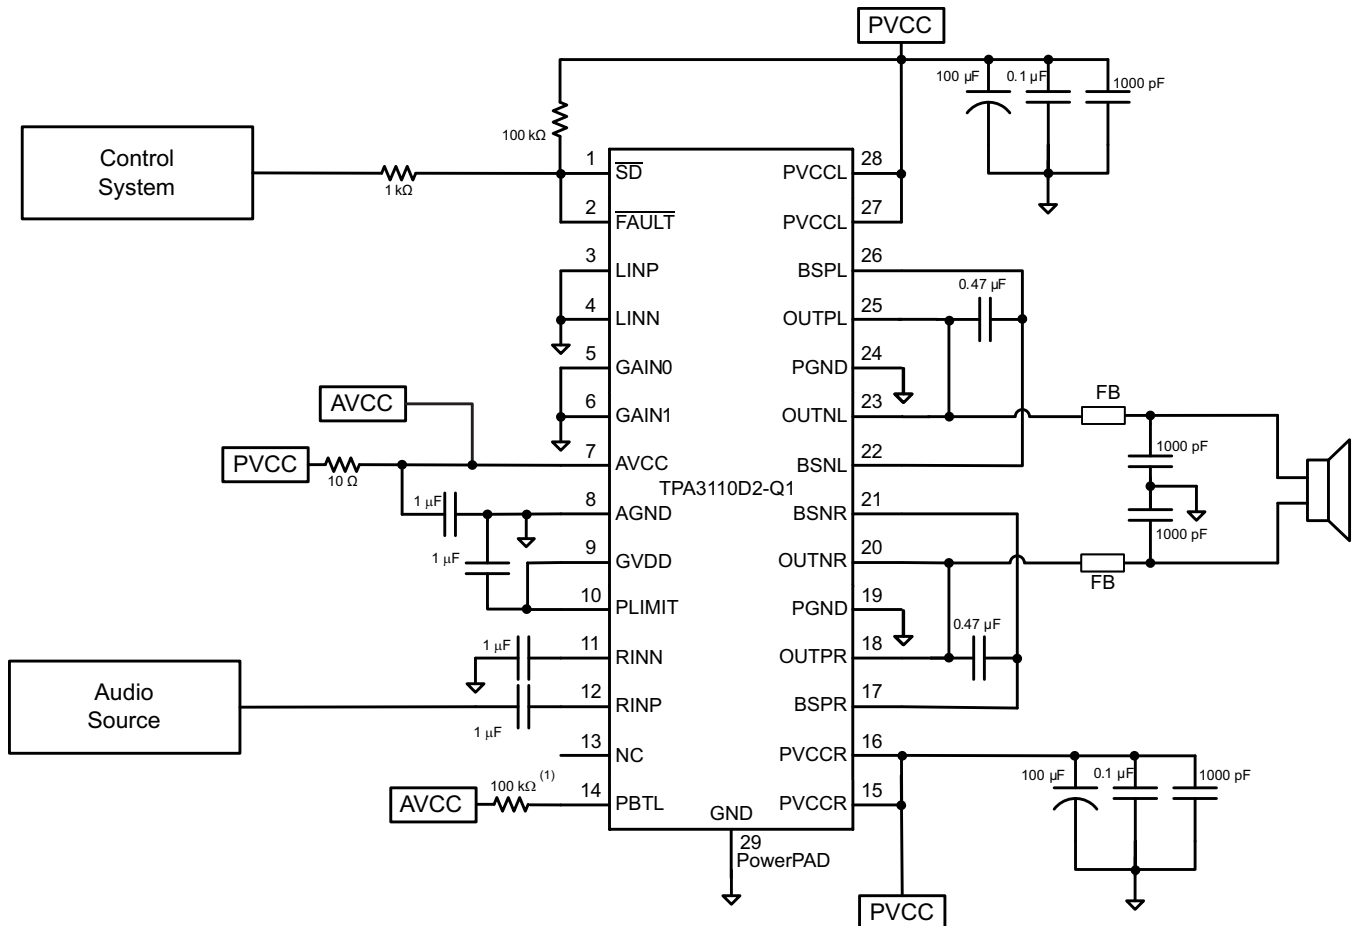 PVCC
100 µF
0.1 µF
1000 pF
100 kΩ
Control
System
1 kΩ
1
SD
PVCCL
28
2
FAULT
PVCCL
27
3
LINP
BSPL
26
0.47 µF
4
LINN
OUTPL
25
5
GAIN0
PGND
24
AVCC
6
GAIN1
OUTNL
23
FB
PVCC
10 Ω
7
AVCC
BSNL
22
1000 pF
TPA3110D2-Q1
1 µF
8
AGND
BSNR
21
1000 pF
1 µF
9
GVDD
OUTNR
20
FB
10
PLIMIT
PGND
19
0.47 µF
1 µF
11
RINN
OUTPR
18
Audio
Source
12
RINP
BSPR
17
1 µF
13
NC
PVCCR
16
100 µF
0.1 µF
1000 pF
AVCC
100 kΩ (1)
14
PBTL
PVCCR
15
GND
29
PowerPAD
PVCC